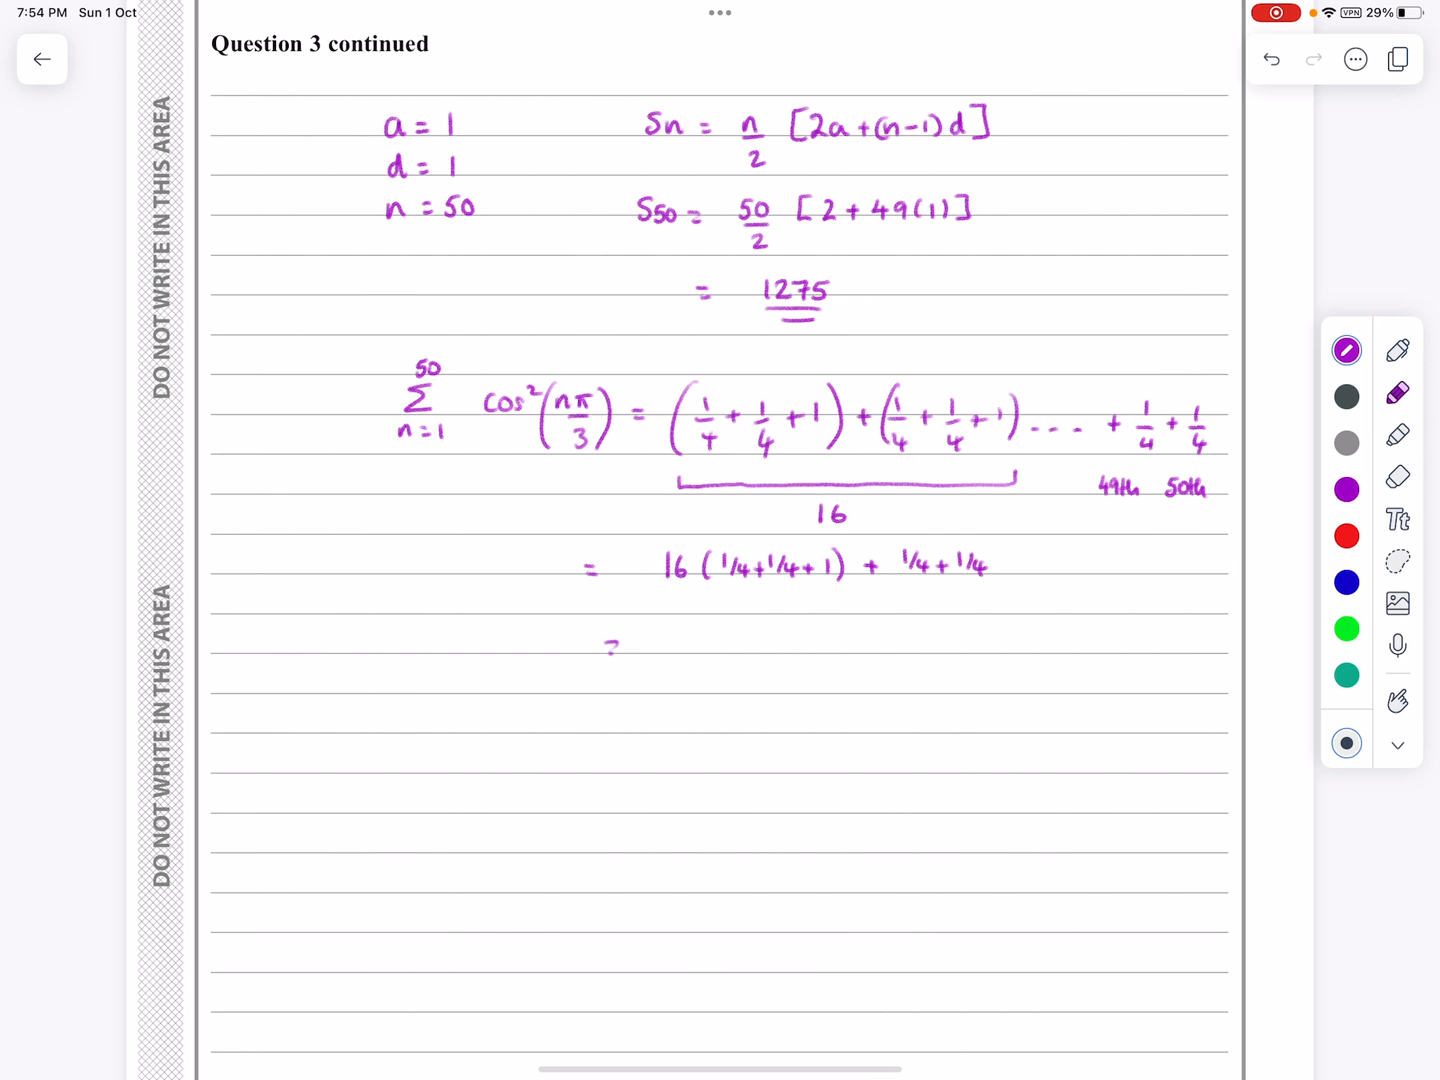 7:54 PM Sun 1 Oct
VPN 29%
Question 3 continued
DO NOT WRITE IN THIS AREA
DO NOT WRITE IN THIS AREA
a = 1
d = 1
n = 50
Sn = n/2 [2a+(n-1)d]
S50 = 50/2 [2+49(1)]
= 1275
50 Σ n=1 cos²(nπ/3) = (1/4 + 1/4 + 1) + (1/4 + 1/4 + 1) .... + 1/4 + 1/4
49th 50th
16
= 16 (1/4+1/4+1) + 1/4+1/4
=
Tt